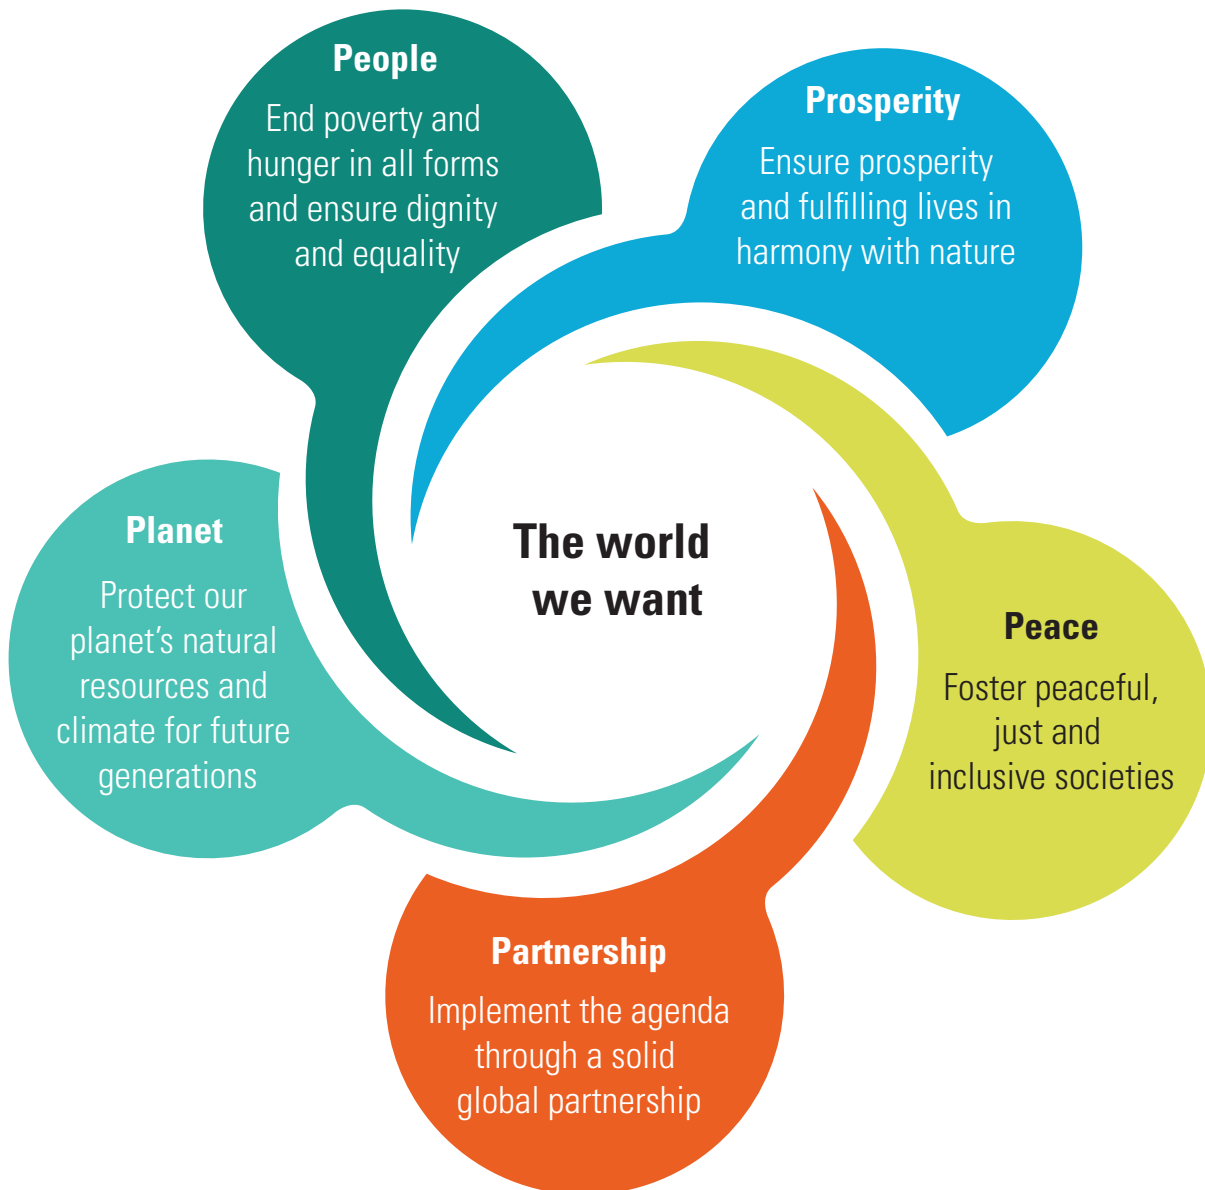 People
End poverty and
hunger in all forms
and ensure dignity
and equality
Prosperity
Ensure prosperity
and fulfilling lives in
harmony with nature
Peace
Foster peaceful,
just and
inclusive societies
Partnership
Implement the agenda
through a solid
global partnership
Planet
Protect our
planet’s natural
resources and
climate for future
generations
The world
we want